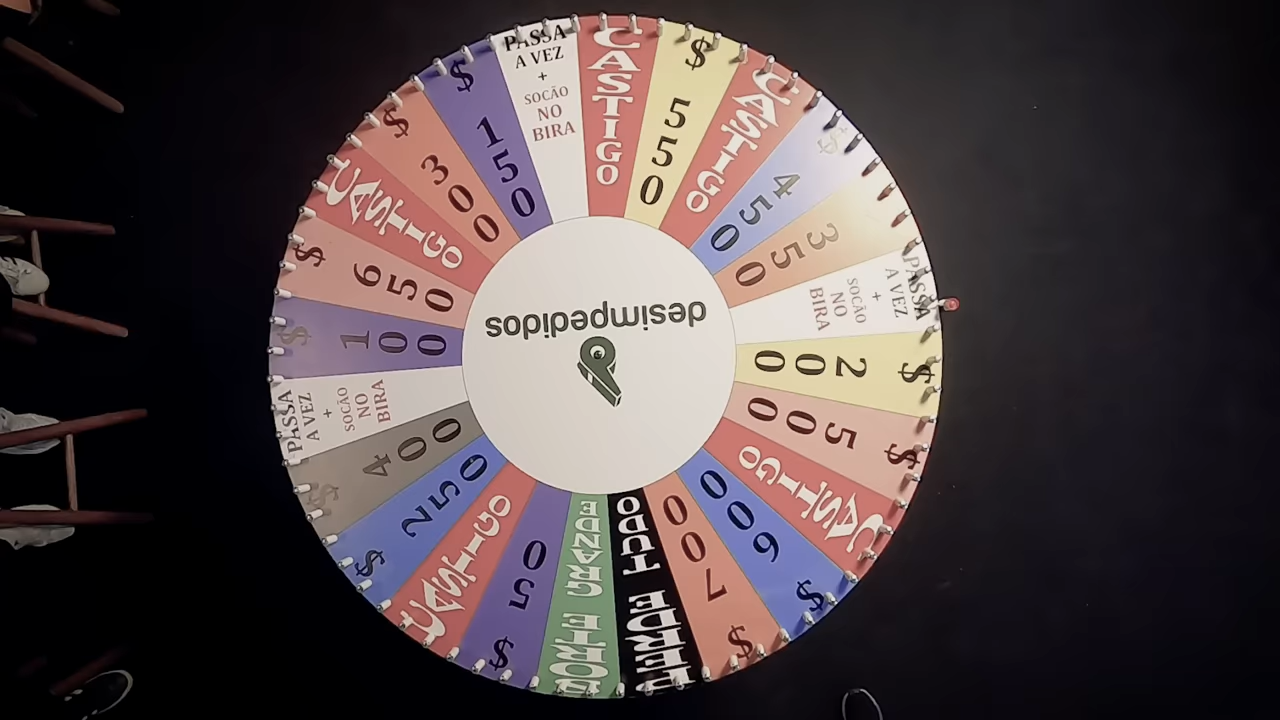 PASSA
A VEZ
+
SOCÃO
NO
BIRA
CASTIGO
$ 550
CASTIGO
$ 450
350
PASSA
A VEZ
+
SOCÃO
NO
BIRA
$ 200
$ 500
CASTIGO
$ 600
$ 700
PERDE TUDO
DORME GRANDE
$ 50
CASTIGO
$ 250
$ 400
PASSA
A VEZ
+
SOCÃO
NO
BIRA
$ 100
$ 650
CASTIGO
$ 300
$ 150
desimpedidos